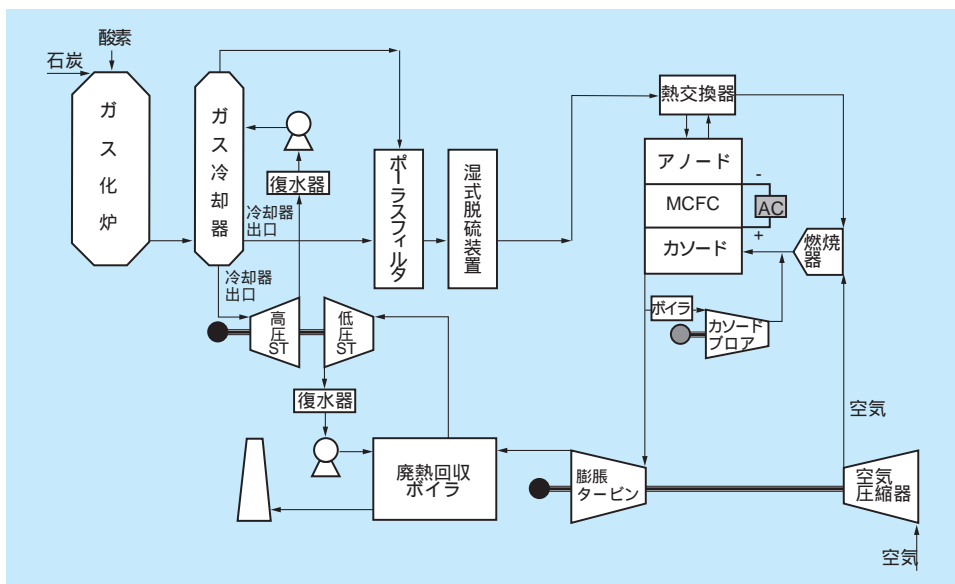 酸素
石炭
ガス化炉
ガス冷却器
復水器
冷却器
出口
冷却器
出口
ポーラスフィルタ
湿式脱硫装置
熱交換器
アノード
MCFC
カソード
-
AC
+
燃焼
器
ボイラ
カソード
ブロア
高圧ST
低圧ST
復水器
廃熱回収
ボイラ
膨脹
タービン
空気
空気
圧縮器
空気